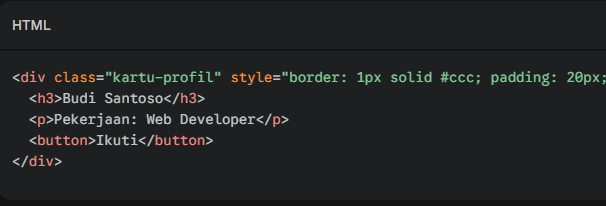 HTML
<div class="kartu-profil" style="border: 1px solid #ccc; padding: 20px;
<h3>Budi Santoso</h3>
<p>Pekerjaan: Web Developer</p>
<button>Ikuti</button>
</div>